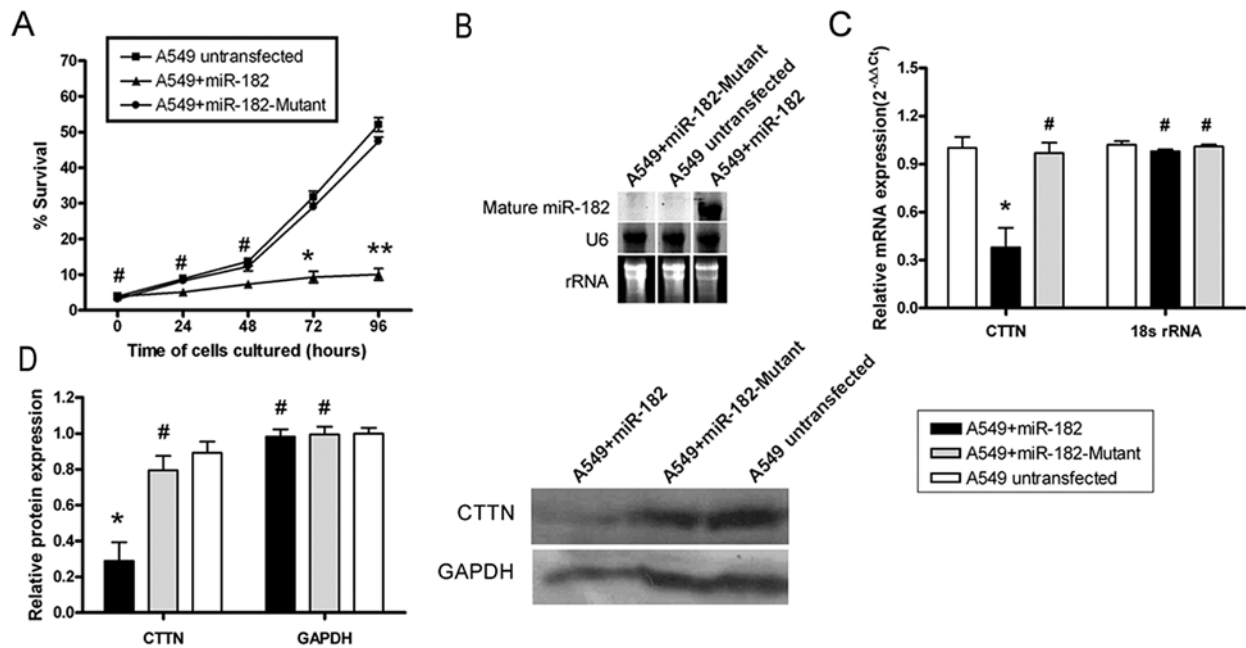 A
A549 untransfected
A549+miR-182
A549+miR-182-Mutant
% Survival
70
60
50
40
30
20
10
0
#
#
#
*
**
0 24 48 72 96
Time of cells cultured (hours)
B
A549+miR-182-Mutant
A549 untransfected
A549+miR-182
Mature miR-182
U6
rRNA
C
Relative mRNA expression(2^-ΔΔCt)
1.5
1.2
0.9
0.6
0.3
0.0
*
#
#
#
CTTN 18s rRNA
D
Relative protein expression
1.2
1.0
0.8
0.6
0.4
0.2
0.0
*
#
#
#
CTTN GAPDH
A549+miR-182
A549+miR-182-Mutant
A549 untransfected
CTTN
GAPDH
A549+miR-182
A549+miR-182-Mutant
A549 untransfected